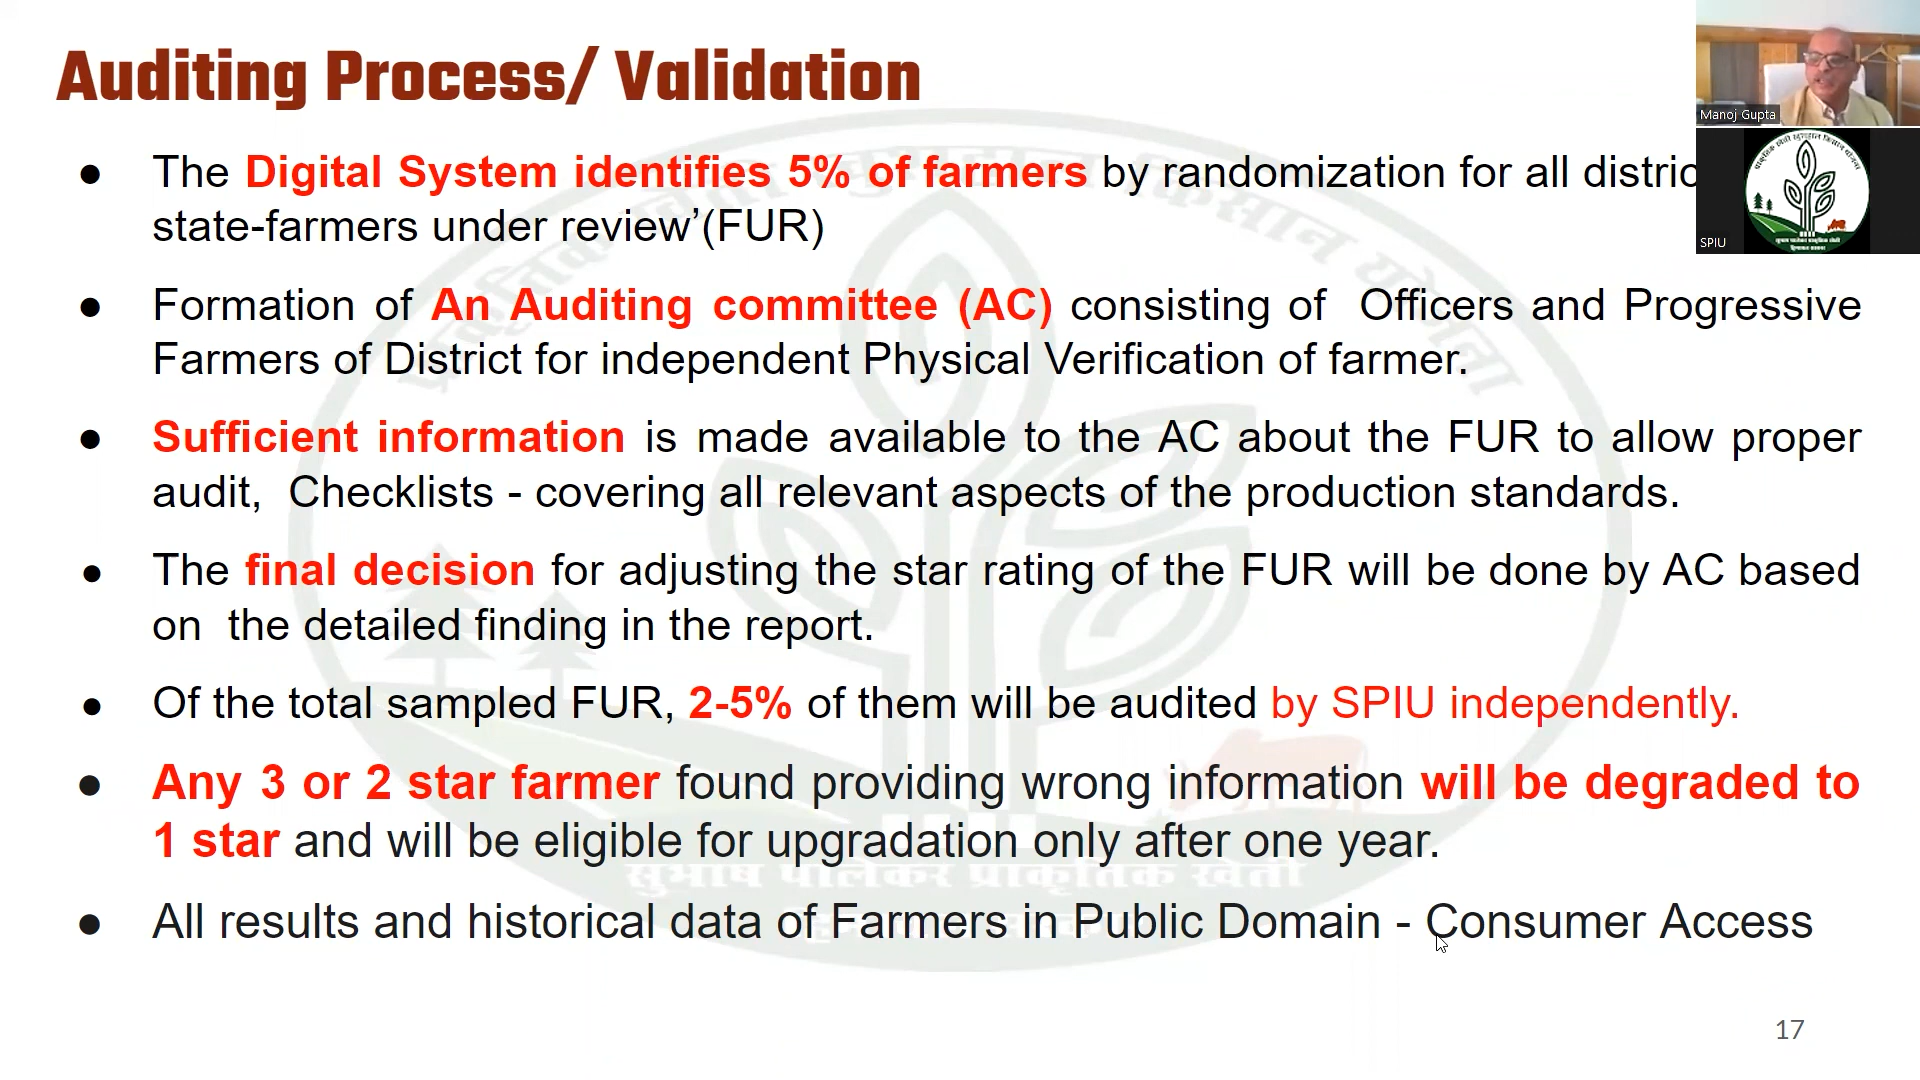 Auditing Process/ Validation
Manoj Gupta
● The Digital System identifies 5% of farmers by randomization for all distric
state-farmers under review’(FUR)
SPIU
● Formation of An Auditing committee (AC) consisting of Officers and Progressive
Farmers of District for independent Physical Verification of farmer.
● Sufficient information is made available to the AC about the FUR to allow proper
audit, Checklists - covering all relevant aspects of the production standards.
● The final decision for adjusting the star rating of the FUR will be done by AC based
on the detailed finding in the report.
● Of the total sampled FUR, 2-5% of them will be audited by SPIU independently.
● Any 3 or 2 star farmer found providing wrong information will be degraded to
1 star and will be eligible for upgradation only after one year.
सुभाष पालेकर प्राकृतिक खेती
● All results and historical data of Farmers in Public Domain - Consumer Access
17